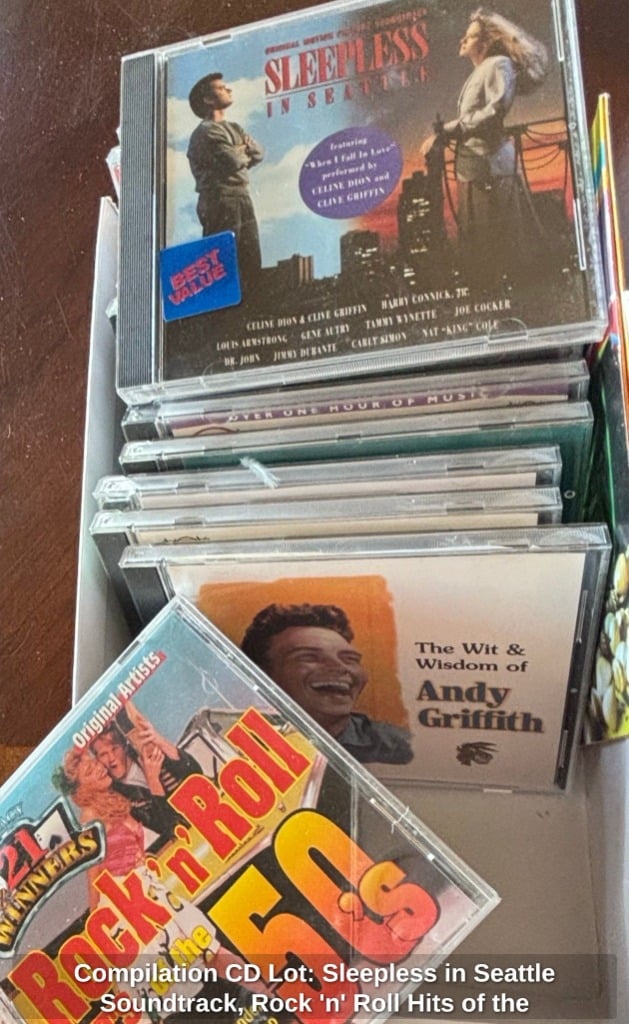 ORIGINAL MOTION PICTURE SOUNDTRACK
SLEEPLESS
IN SEATTLE
featuring
"When I Fall In Love"
performed by
CELINE DION and
CLIVE GRIFFIN
BEST
VALUE
CELINE DION & CLIVE GRIFFIN HARRY CONNICK, JR.
LOUIS ARMSTRONG GENE AUTRY TAMMY WYNETTE JOE COCKER
DR. JOHN JIMMY DURANTE CARLY SIMON NAT "KING" COLE
OVER ONE HOUR OF MUSIC
The Wit &
Wisdom of
Andy
Griffith
Original Artists
21
WINNERS
Rock 'n' Roll
of the
50's
Compilation CD Lot: Sleepless in Seattle
Soundtrack, Rock 'n' Roll Hits of the